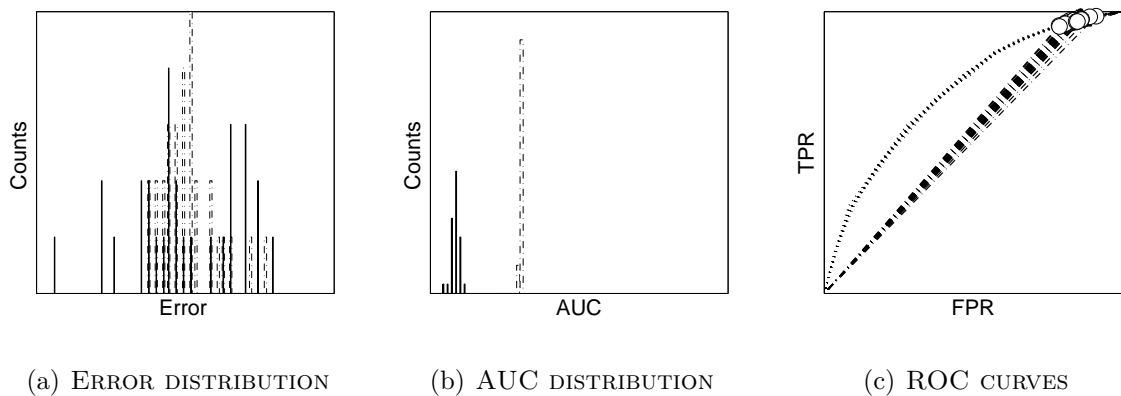 Counts
Error
(a) ERROR DISTRIBUTION
Counts
AUC
(b) AUC DISTRIBUTION
TPR
FPR
(c) ROC CURVES